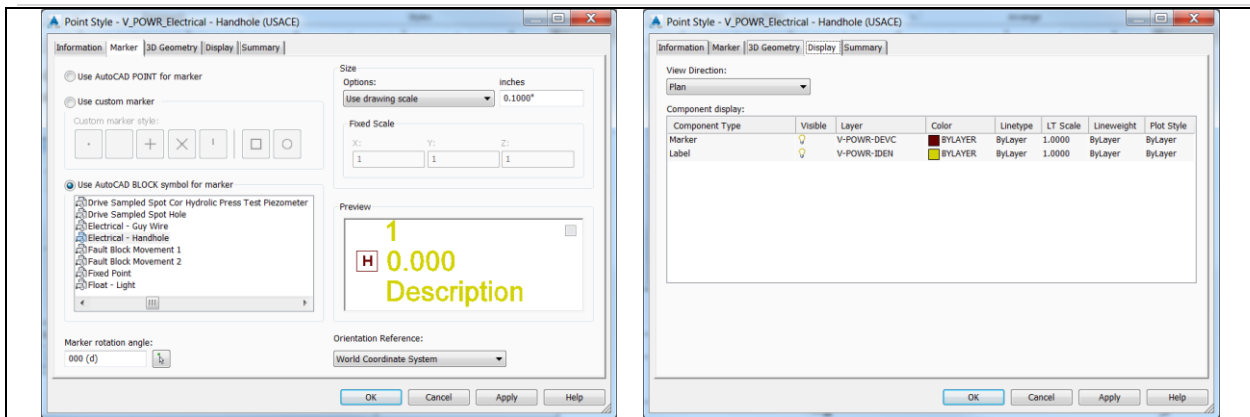 Point Style - V_POWR_Electrical - Handhole (USACE)
Information Marker 3D Geometry Display Summary
Use AutoCAD POINT for marker
Use custom marker
Custom marker style:
Use AutoCAD BLOCK symbol for marker
Drive Sampled Spot Cor Hydrolic Press Test Piezometer
Drive Sampled Spot Hole
Electrical - Guy Wire
Electrical - Handhole
Fault Block Movement 1
Fault Block Movement 2
Fixed Point
Float - Light
Marker rotation angle:
000 (d)
Size
Options: inches
Use drawing scale 0.1000"
Fixed Scale
X: Y: Z:
1 1 1
Preview
1
H 0.000
Description
Orientation Reference:
World Coordinate System
OK Cancel Apply Help
Point Style - V_POWR_Electrical - Handhole (USACE)
Information Marker 3D Geometry Display Summary
View Direction:
Plan
Component display:
Component Type Visible Layer Color Linetype LT Scale Lineweight Plot Style
Marker V-POWR-DEVC BYLAYER ByLayer 1.0000 ByLayer ByLayer
Label V-POWR-IDEN BYLAYER ByLayer 1.0000 ByLayer ByLayer
OK Cancel Apply Help